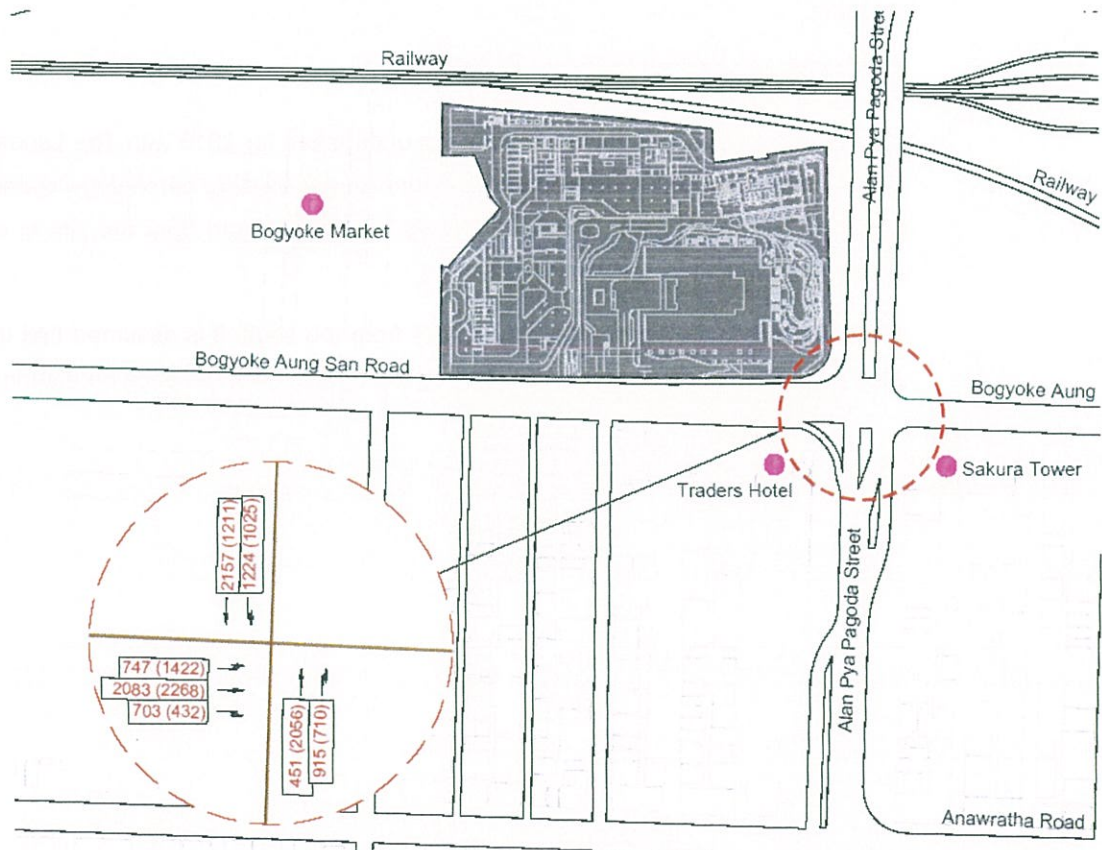 Railway
Alan Pya Pagoda Stree
Railway
Bogyoke Market
Bogyoke Aung San Road
Bogyoke Aung
Traders Hotel
Sakura Tower
2157 (1211)
1224 (1025)
747 (1422)
2083 (2268)
703 (432)
451 (2056)
915 (710)
Alan Pya Pagoda Street
Anawratha Road